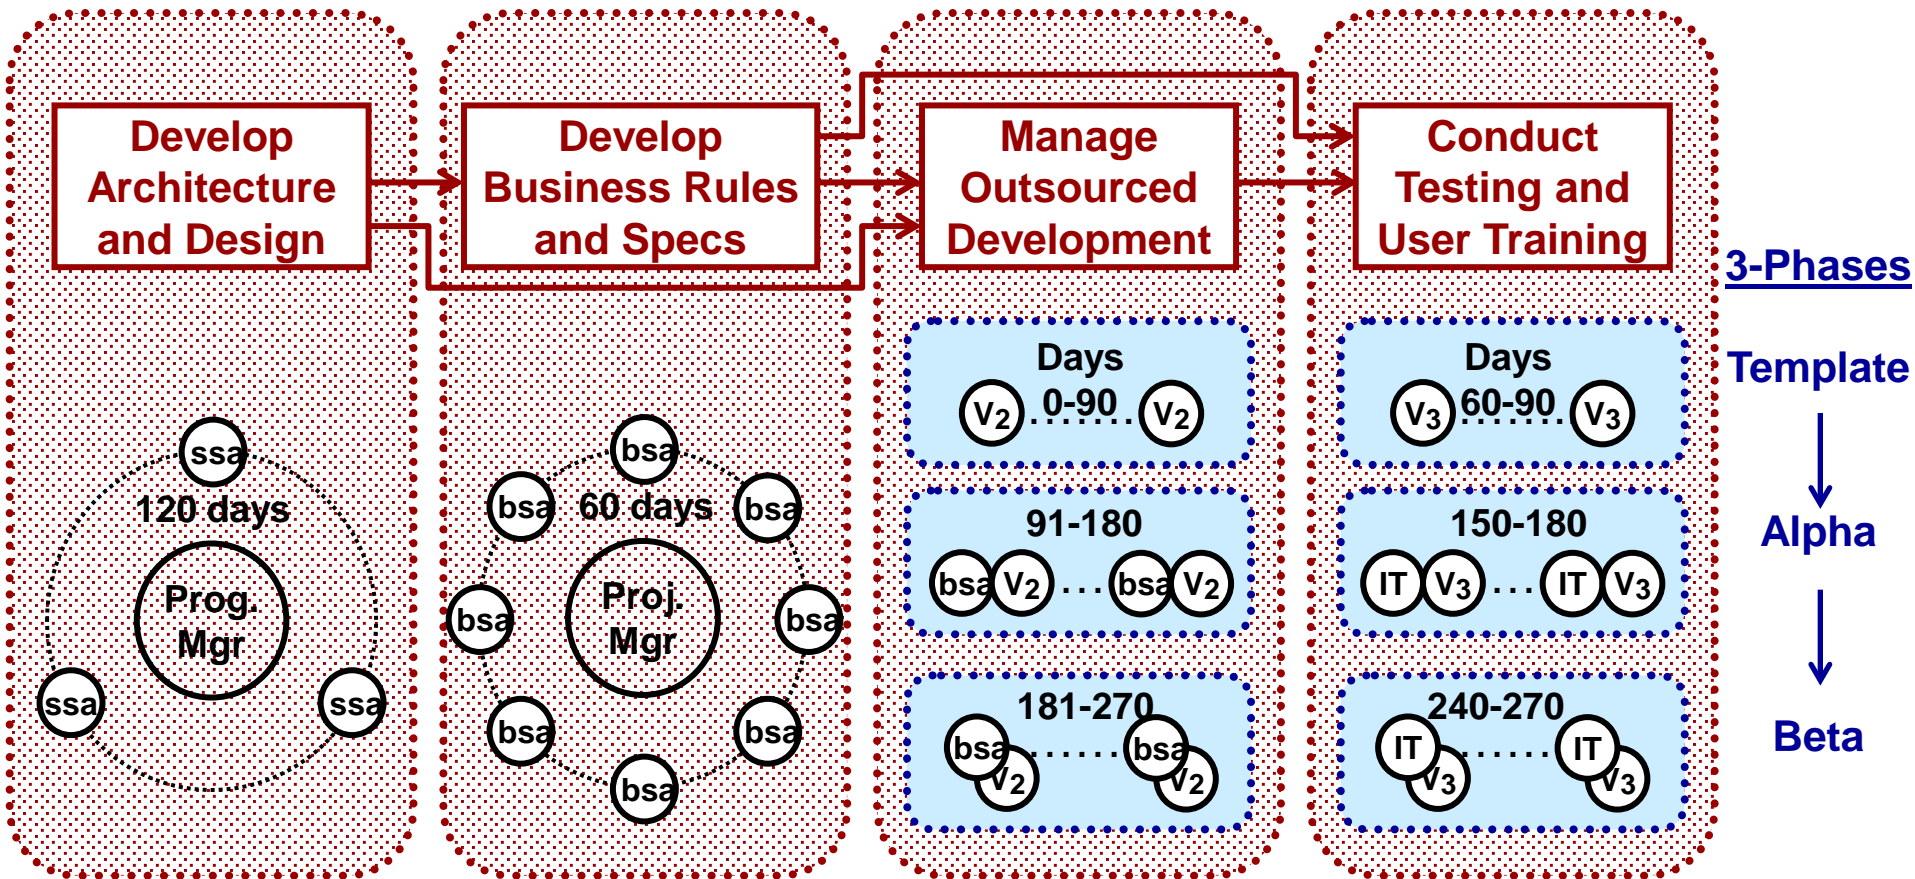 Develop
Architecture
and Design
Develop
Business Rules
and Specs
Manage
Outsourced
Development
Conduct
Testing and
User Training
3-Phases
Template
Alpha
Beta
ssa
120 days
Prog.
Mgr
ssa
ssa
bsa
bsa
60 days
bsa
bsa
Proj.
Mgr
bsa
bsa
bsa
bsa
Days
V2 . 0-90 . V2
91-180
bsa V2 . . . bsa V2
181-270
bsa . . . . . . bsa
V2 V2
Days
V3 60-90 V3
150-180
IT V3 . . . IT V3
240-270
IT . . . . . . IT
V3 V3